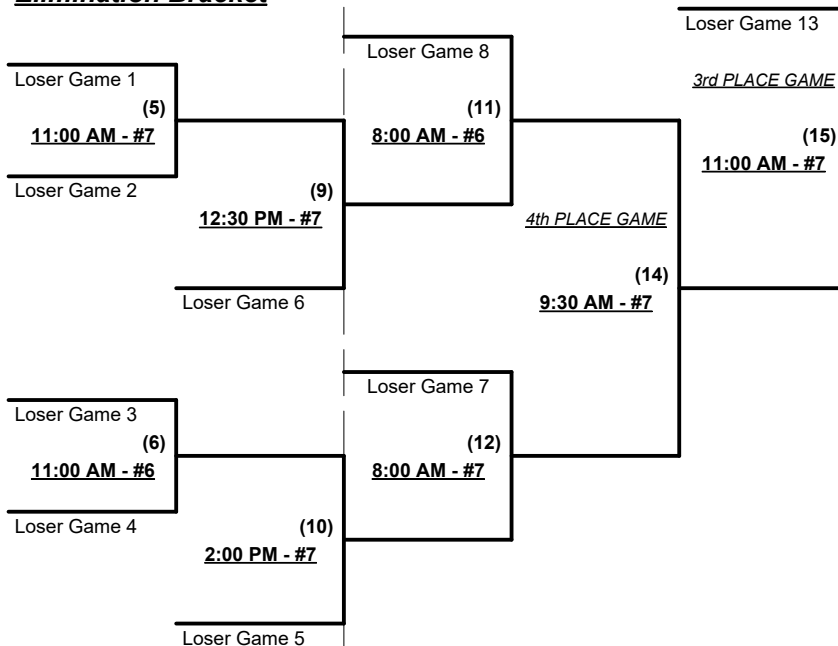 Elimination Bracket
Loser Game 13
Loser Game 8
Loser Game 1
3rd PLACE GAME
(5)
11:00 AM - #7
(11)
8:00 AM - #6
(15)
11:00 AM - #7
Loser Game 2
(9)
12:30 PM - #7
4th PLACE GAME
(14)
9:30 AM - #7
Loser Game 6
Loser Game 7
Loser Game 3
(6)
11:00 AM - #6
(12)
8:00 AM - #7
Loser Game 4
(10)
2:00 PM - #7
Loser Game 5